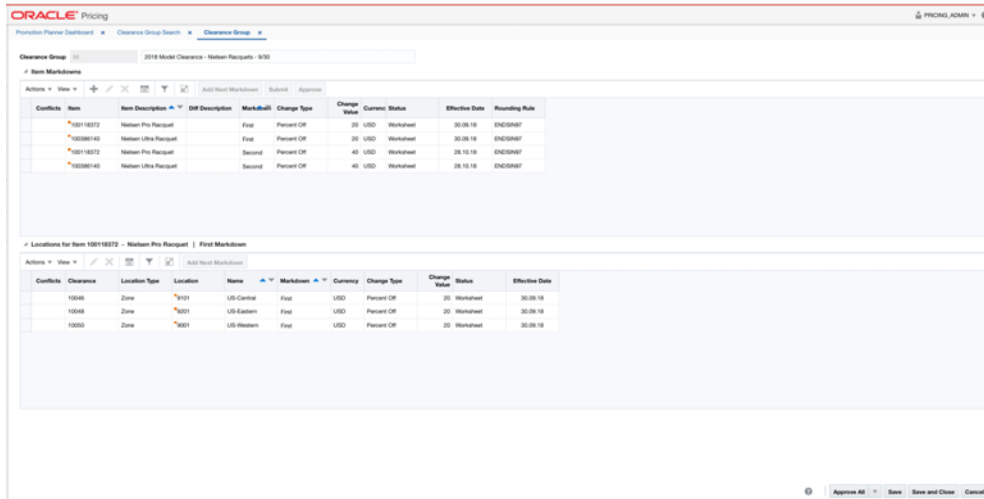 ORACLE Pricing PRICING_ADMIN
Promotion Planner Dashboard Clearance Group Search Clearance Group
Clearance Group 2018 Model Clearance - Nielsen Racquets - 9/30
Item Markdowns
Actions View Add Next Markdown Submit Approve
Conflicts Item Item Description Diff Description Markdown Change Type Change Value Currenc Status Effective Date Rounding Rule
100118372 Nielsen Pro Racquet First Percent Off 20 USD Worksheet 30.09.18 ENDSIN97
100386140 Nielsen Ultra Racquet First Percent Off 20 USD Worksheet 30.09.18 ENDSIN97
100118372 Nielsen Pro Racquet Second Percent Off 40 USD Worksheet 28.10.18 ENDSIN97
100386140 Nielsen Ultra Racquet Second Percent Off 40 USD Worksheet 28.10.18 ENDSIN97
Locations for Item 100118372 - Nielsen Pro Racquet | First Markdown
Actions View Add Next Markdown
Conflicts Clearance Location Type Location Name Markdown Currency Change Type Change Value Status Effective Date
10046 Zone 9101 US-Central First USD Percent Off 20 Worksheet 30.09.18
10048 Zone 9201 US-Eastern First USD Percent Off 20 Worksheet 30.09.18
10050 Zone 9001 US-Western First USD Percent Off 20 Worksheet 30.09.18
Approve All Save Save and Close Cancel